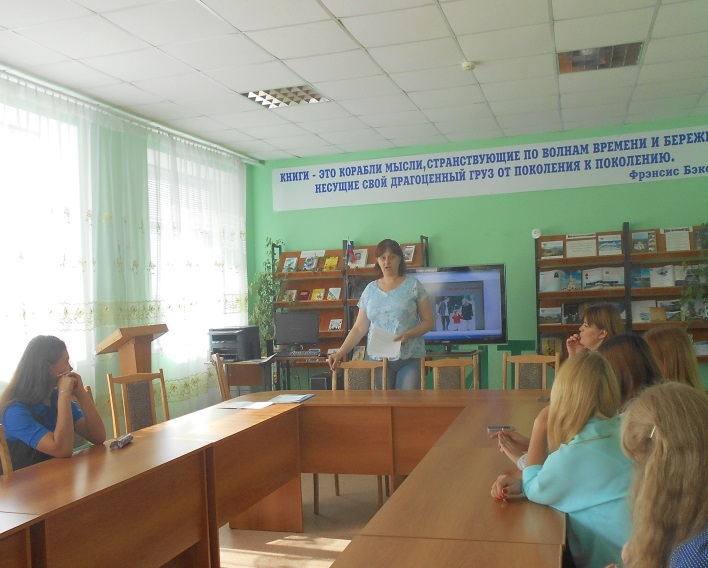 КНИГИ - ЭТО КОРАБЛИ МЫСЛИ, СТРАНСТВУЮЩИЕ ПО ВОЛНАМ ВРЕМЕНИ И БЕРЕЖ
НЕСУЩИЕ СВОЙ ДРАГОЦЕННЫЙ ГРУЗ ОТ ПОКОЛЕНИЯ К ПОКОЛЕНИЮ.
Фрэнсис Бэко